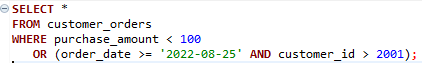 SELECT *
FROM customer_orders
WHERE purchase_amount < 100
OR (order_date >= '2022-08-25' AND customer_id > 2001);